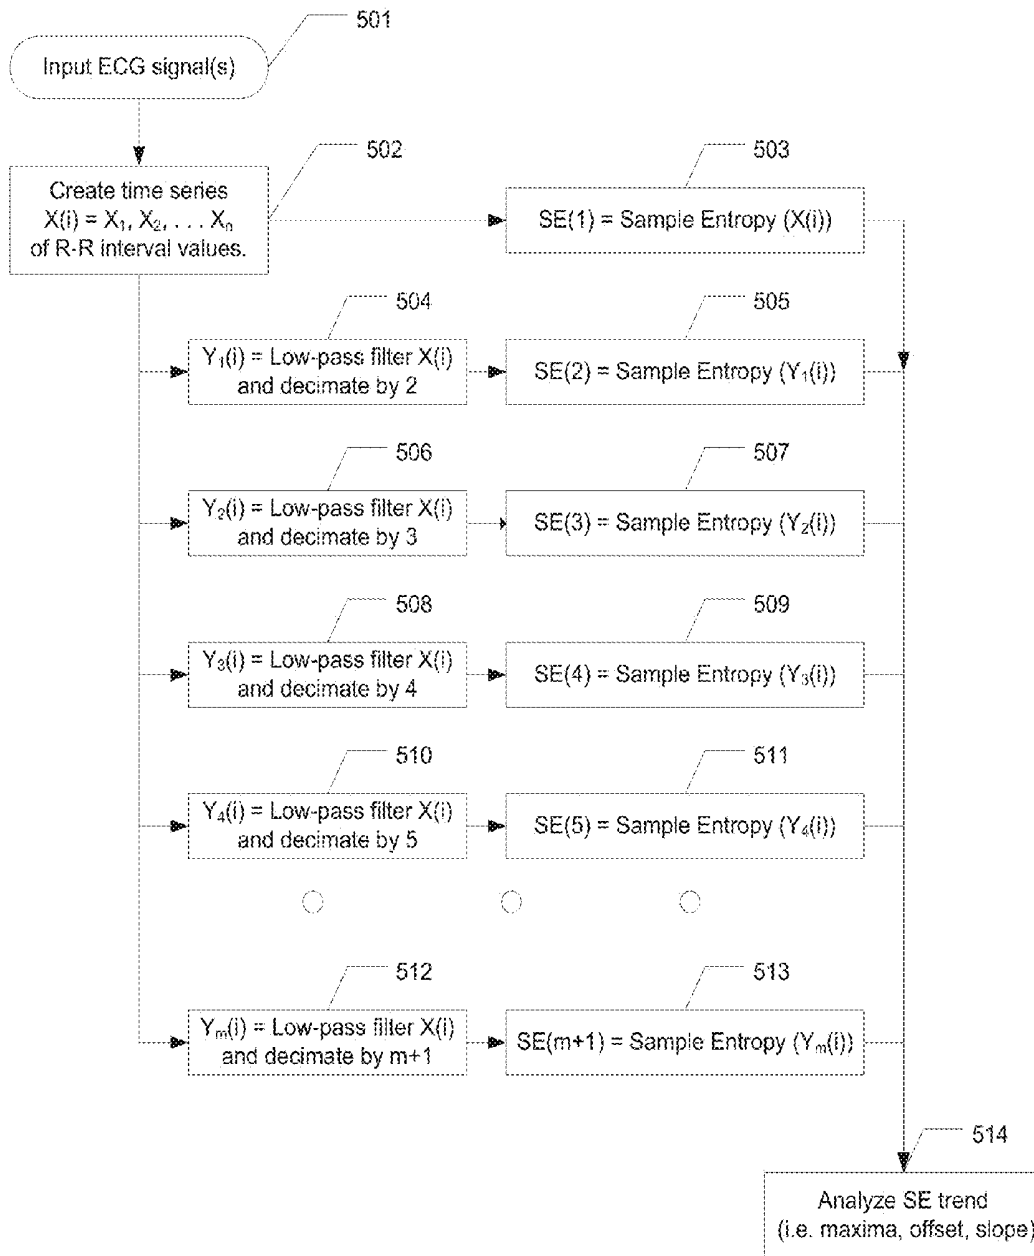 501
Input ECG signal(s)
502
503
Create time series
X(i) = X₁, X₂, . . . Xₙ
of R-R interval values.
SE(1) = Sample Entropy (X(i))
504
505
Y₁(i) = Low-pass filter X(i)
and decimate by 2
SE(2) = Sample Entropy (Y₁(i))
506
507
Y₂(i) = Low-pass filter X(i)
and decimate by 3
SE(3) = Sample Entropy (Y₂(i))
508
509
Y₃(i) = Low-pass filter X(i)
and decimate by 4
SE(4) = Sample Entropy (Y₃(i))
510
511
Y₄(i) = Low-pass filter X(i)
and decimate by 5
SE(5) = Sample Entropy (Y₄(i))
512
513
Yₘ(i) = Low-pass filter X(i)
and decimate by m+1
SE(m+1) = Sample Entropy (Yₘ(i))
514
Analyze SE trend
(i.e. maxima, offset, slope)